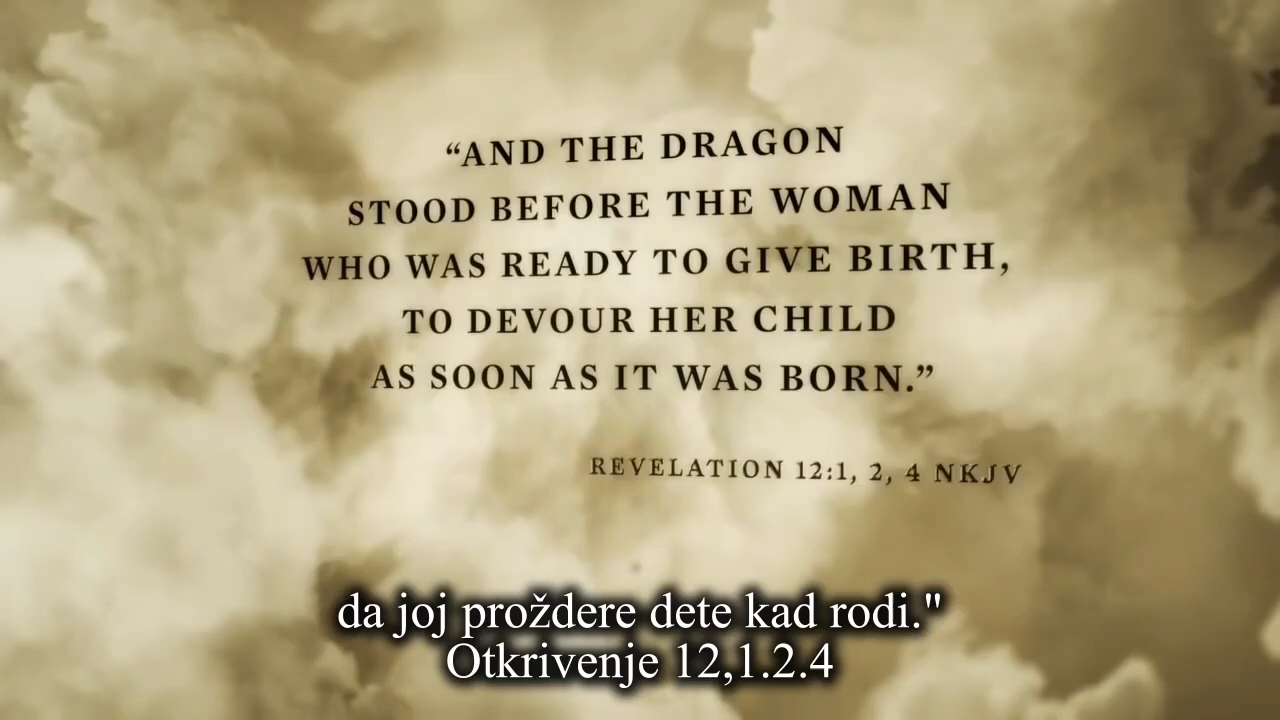 “AND THE DRAGON
STOOD BEFORE THE WOMAN
WHO WAS READY TO GIVE BIRTH,
TO DEVOUR HER CHILD
AS SOON AS IT WAS BORN.”
REVELATION 12:1, 2, 4 NKJV
da joj proždere dete kad rodi."
Otkrivenje 12,1.2.4